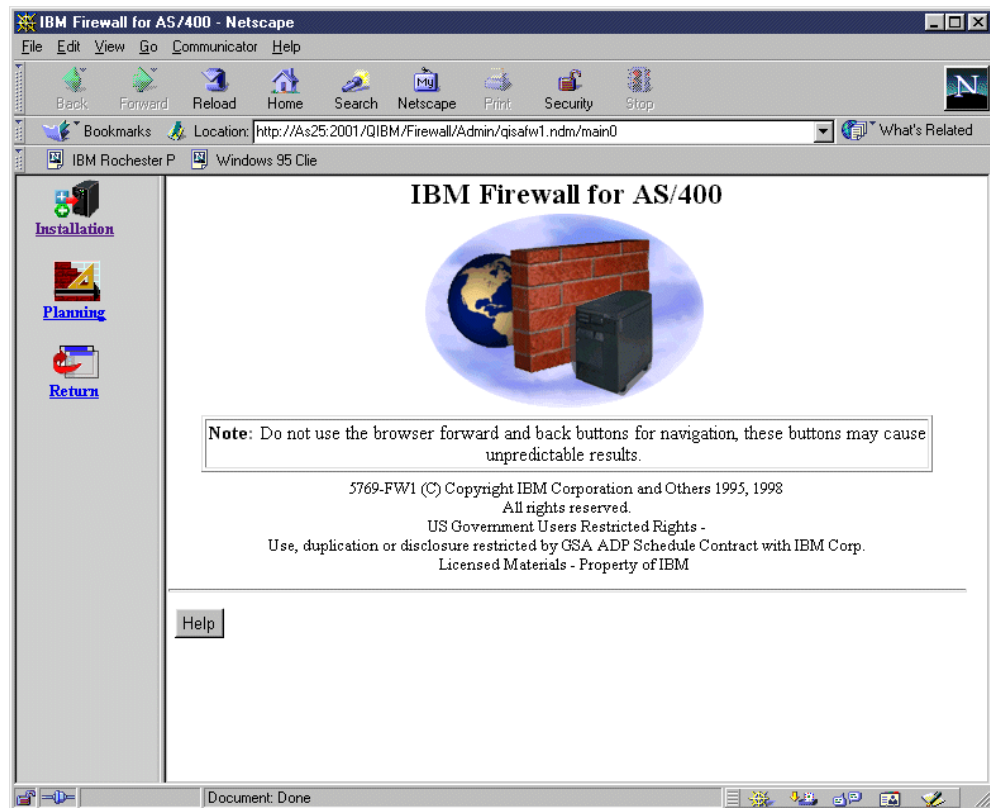 IBM Firewall for AS/400 - Netscape
File Edit View Go Communicator Help
Back Forward Reload Home Search Netscape Print Security Stop
My
N
Bookmarks Location: http://As25:2001/QIBM/Firewall/Admin/qisafw1.ndm/main0 What's Related
IBM Rochester P Windows 95 Clie
Installation
Planning
Return
IBM Firewall for AS/400
Note: Do not use the browser forward and back buttons for navigation, these buttons may cause
unpredictable results.
5769-FW1 (C) Copyright IBM Corporation and Others 1995, 1998
All rights reserved.
US Government Users Restricted Rights -
Use, duplication or disclosure restricted by GSA ADP Schedule Contract with IBM Corp.
Licensed Materials - Property of IBM
Help
Document: Done